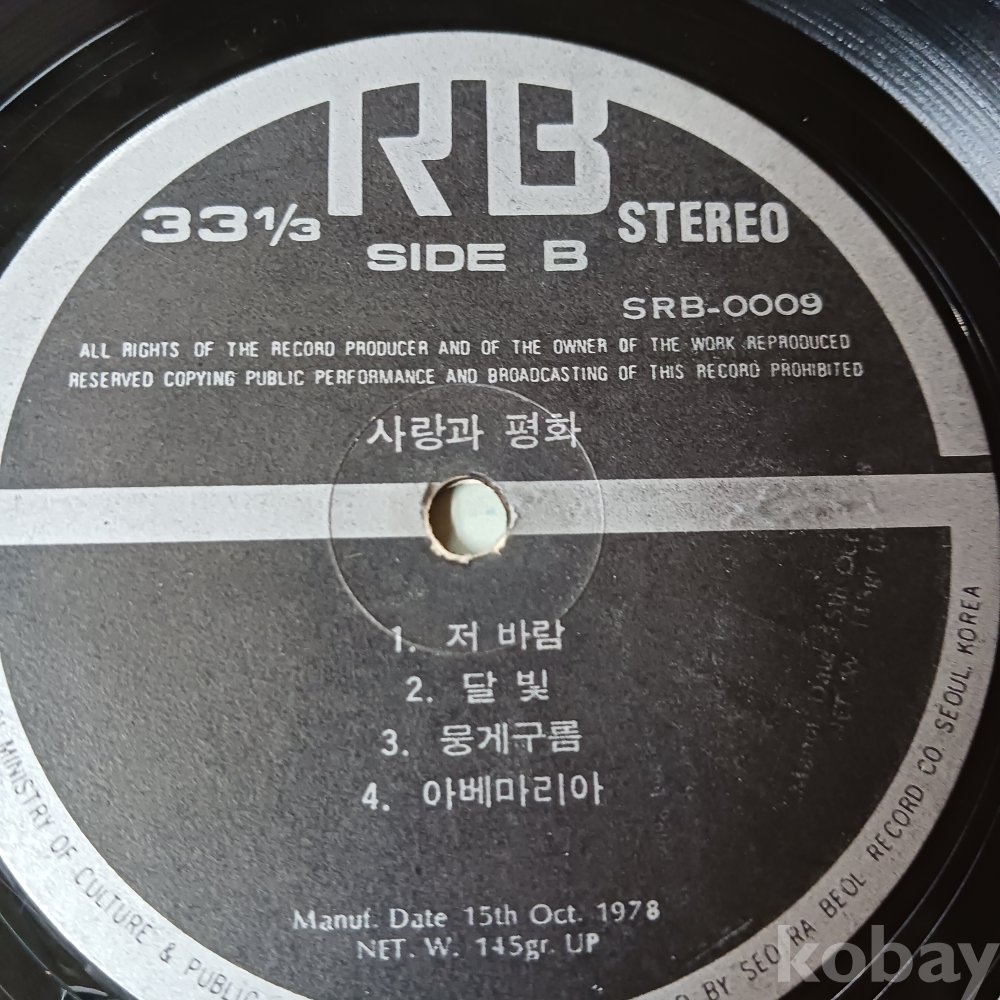 RB
33 1/3
STEREO
SIDE B
SRB-0009
ALL RIGHTS OF THE RECORD PRODUCER AND OF THE OWNER OF THE WORK REPRODUCED
RESERVED COPYING PUBLIC PERFORMANCE AND BROADCASTING OF THIS RECORD PROHIBITED
사랑과 평화
1. 저 바람
2. 달 빛
3. 뭉게구름
4. 아베마리아
Manuf. Date 15th Oct. 1978
NET. W. 145gr. UP
MINISTRY OF CULTURE & PUBLIC
BY SEO RA BEOL RECORD CO. SEOUL. KOREA
kobay